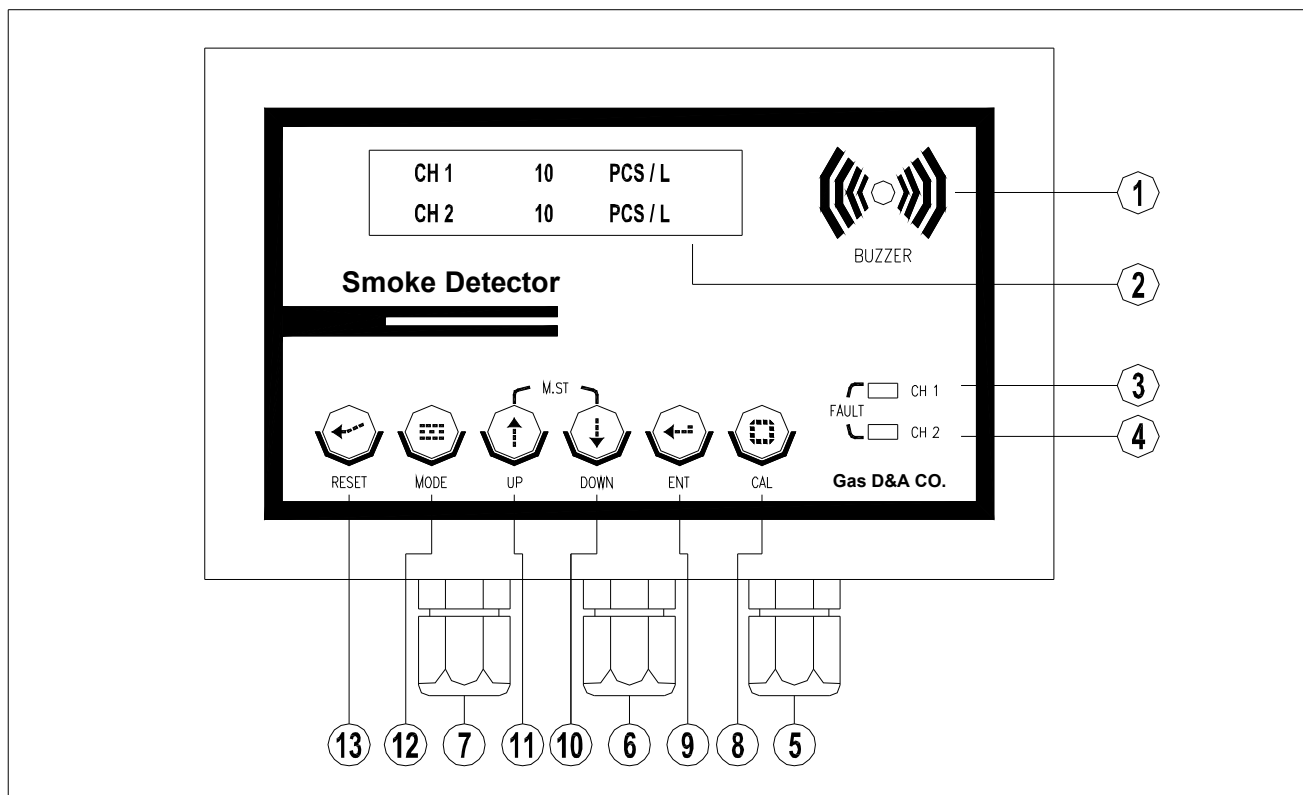 CH 1 10 PCS / L
CH 2 10 PCS / L
BUZZER
1
2
Smoke Detector
M.ST
FAULT
CH 1
3
CH 2
4
RESET MODE UP DOWN ENT CAL
Gas D&A CO.
13 12 7 11 10 6 9 8 5